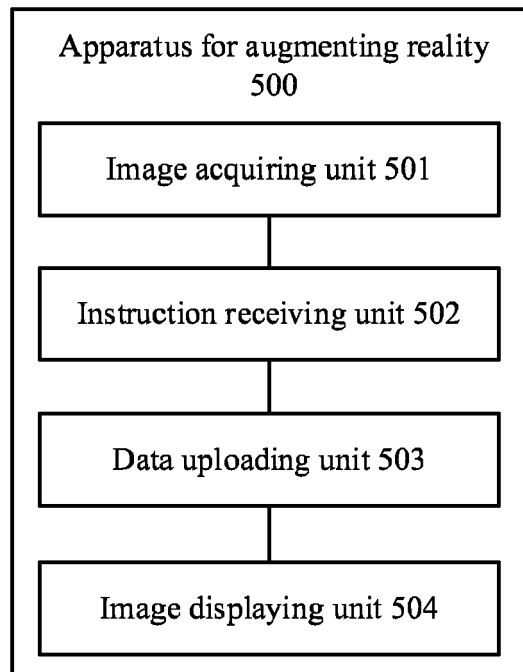 Apparatus for augmenting reality
500
Image acquiring unit 501
Instruction receiving unit 502
Data uploading unit 503
Image displaying unit 504